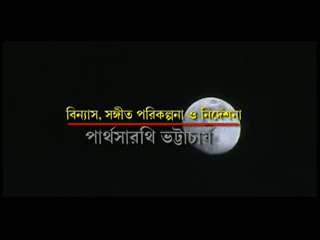 বিন্যাস, সঙ্গীত পরিকল্পনা ও নির্দেশনা
পার্থসারথি ভট্টাচার্য